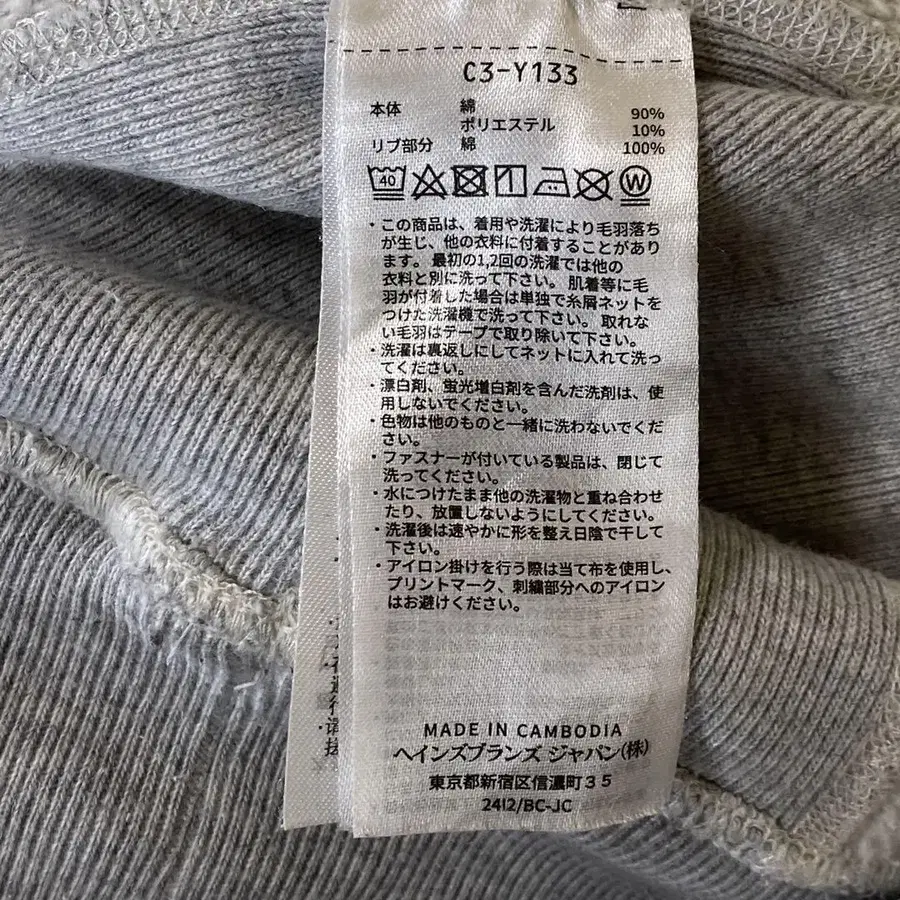 C3-Y133
本体 綿 90%
ポリエステル 10%
リブ部分 綿 100%
40 W
・この商品は、着用や洗濯により毛羽落ち
が生じ、他の衣料に付着することがあり
ます。最初の1,2回の洗濯では他の
衣料と別に洗って下さい。肌着等に毛
羽が付着した場合は単独で糸屑ネットを
つけた洗濯機で洗って下さい。取れな
い毛羽はテープで取り除いて下さい。
・洗濯は裏返しにしてネットに入れて洗っ
てください。
・漂白剤、蛍光増白剤を含んだ洗剤は、使
用しないでください。
・色物は他のものと一緒に洗わないでくだ
さい。
・ファスナーが付いている製品は、閉じて
洗ってください。
・水につけたまま他の洗濯物と重ね合わせ
たり、放置しないようにしてください。
・洗濯後は速やかに形を整え日陰で干して
下さい。
・アイロン掛けを行う際は当て布を使用し、
プリントマーク、刺繍部分へのアイロン
はお避けください。
MADE IN CAMBODIA
ヘインズブランズ ジャパン(株)
東京都新宿区信濃町35
2412/BC-JC